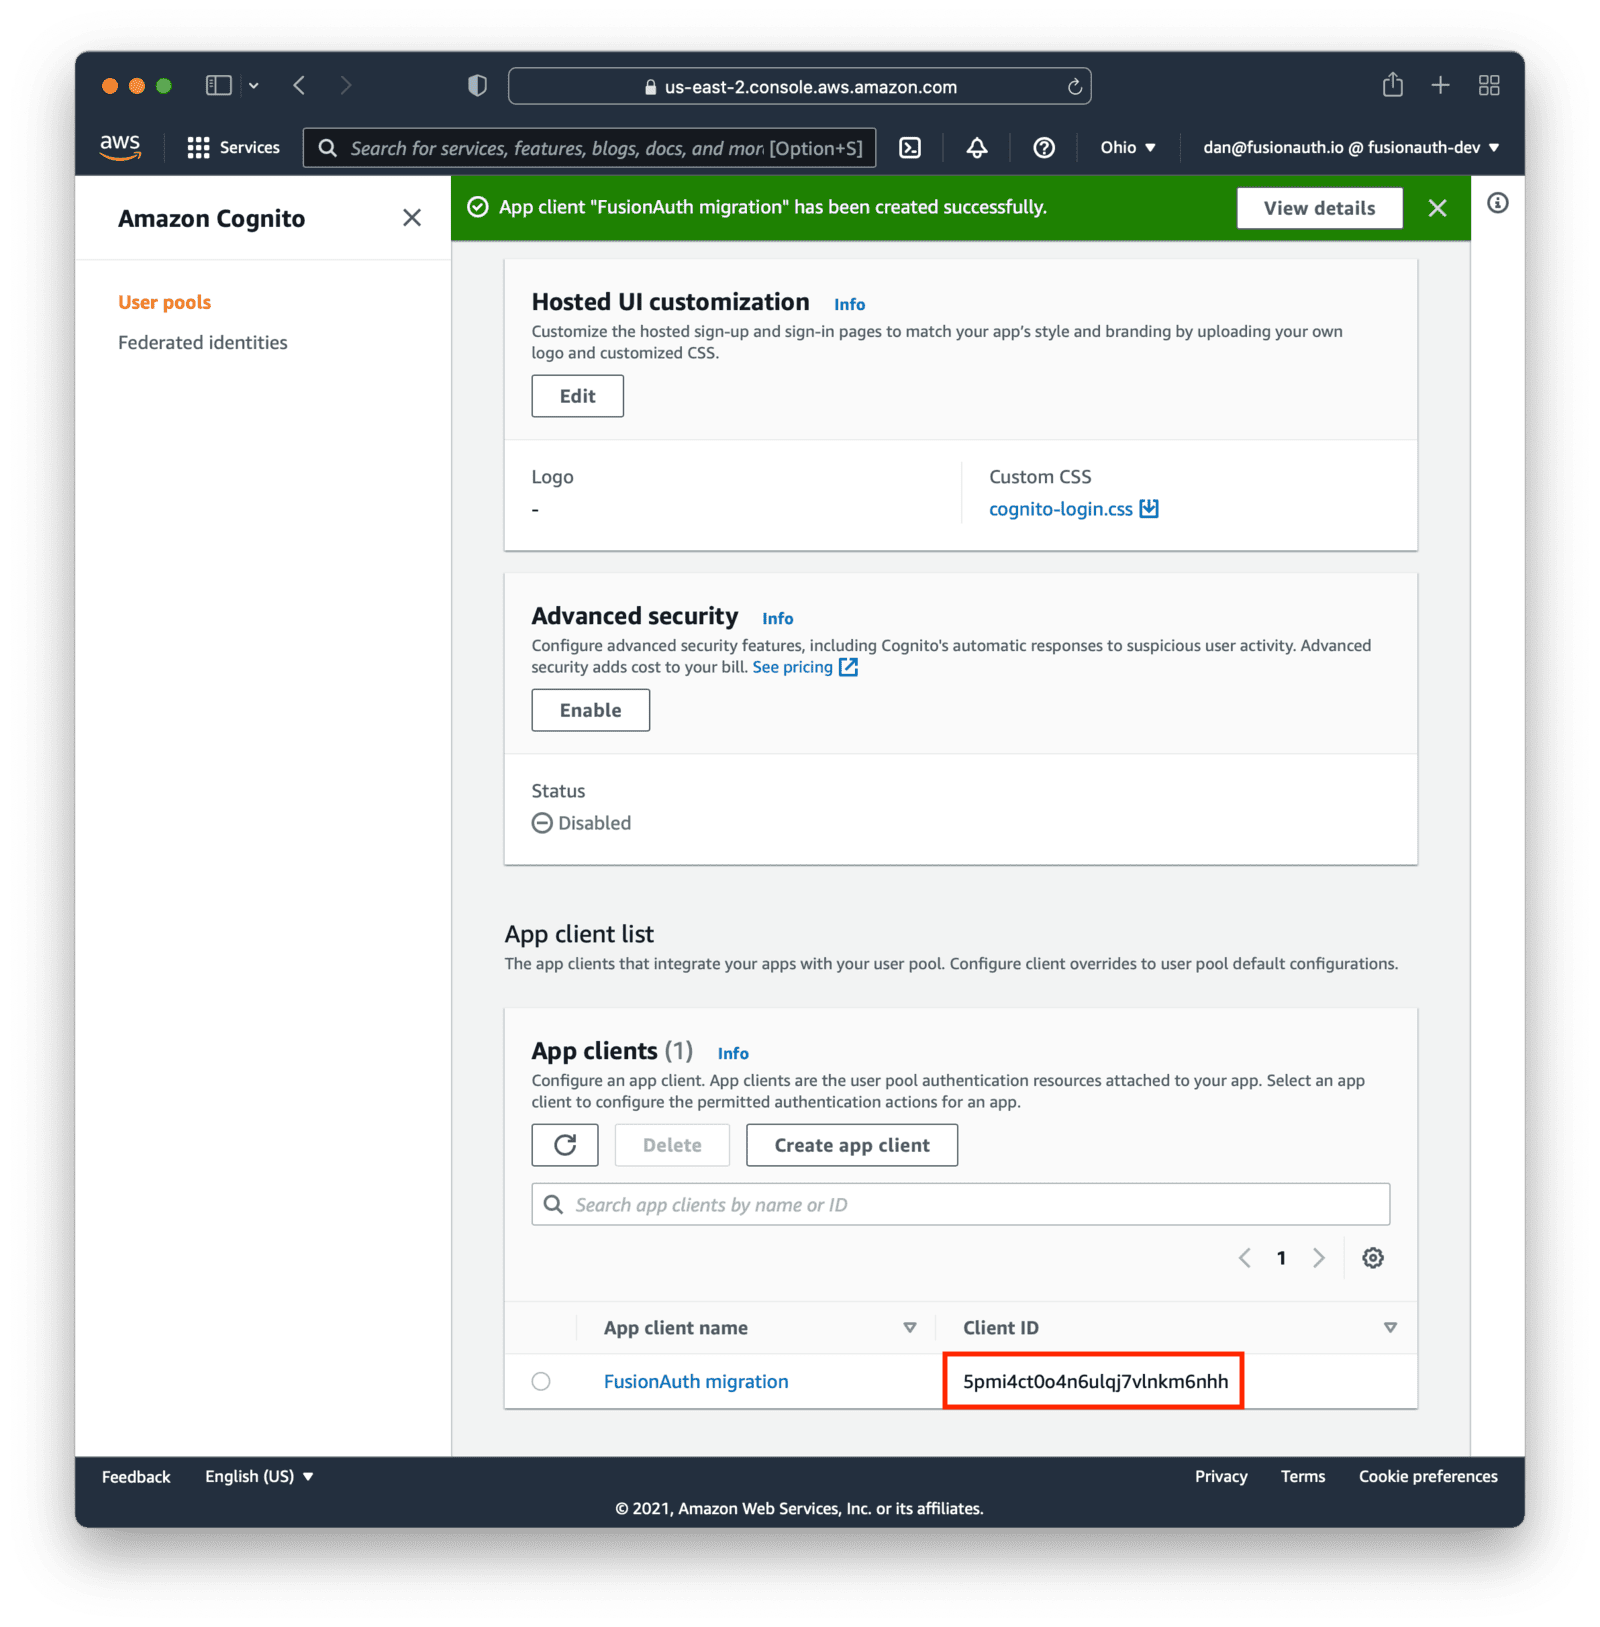 us-east-2.console.aws.amazon.com
aws
Services
Search for services, features, blogs, docs, and mor [Option+S]
Ohio
dan@fusionauth.io @ fusionauth-dev
Amazon Cognito
App client "FusionAuth migration" has been created successfully.
View details
User pools
Federated identities
Hosted UI customization Info
Customize the hosted sign-up and sign-in pages to match your app’s style and branding by uploading your own
logo and customized CSS.
Edit
Logo
-
Custom CSS
cognito-login.css
Advanced security Info
Configure advanced security features, including Cognito's automatic responses to suspicious user activity. Advanced
security adds cost to your bill. See pricing
Enable
Status
Disabled
App client list
The app clients that integrate your apps with your user pool. Configure client overrides to user pool default configurations.
App clients (1) Info
Configure an app client. App clients are the user pool authentication resources attached to your app. Select an app
client to configure the permitted authentication actions for an app.
Delete
Create app client
Search app clients by name or ID
1
App client name
Client ID
FusionAuth migration
5pmi4ct0o4n6ulqj7vlnkm6nhh
Feedback
English (US)
Privacy
Terms
Cookie preferences
© 2021, Amazon Web Services, Inc. or its affiliates.